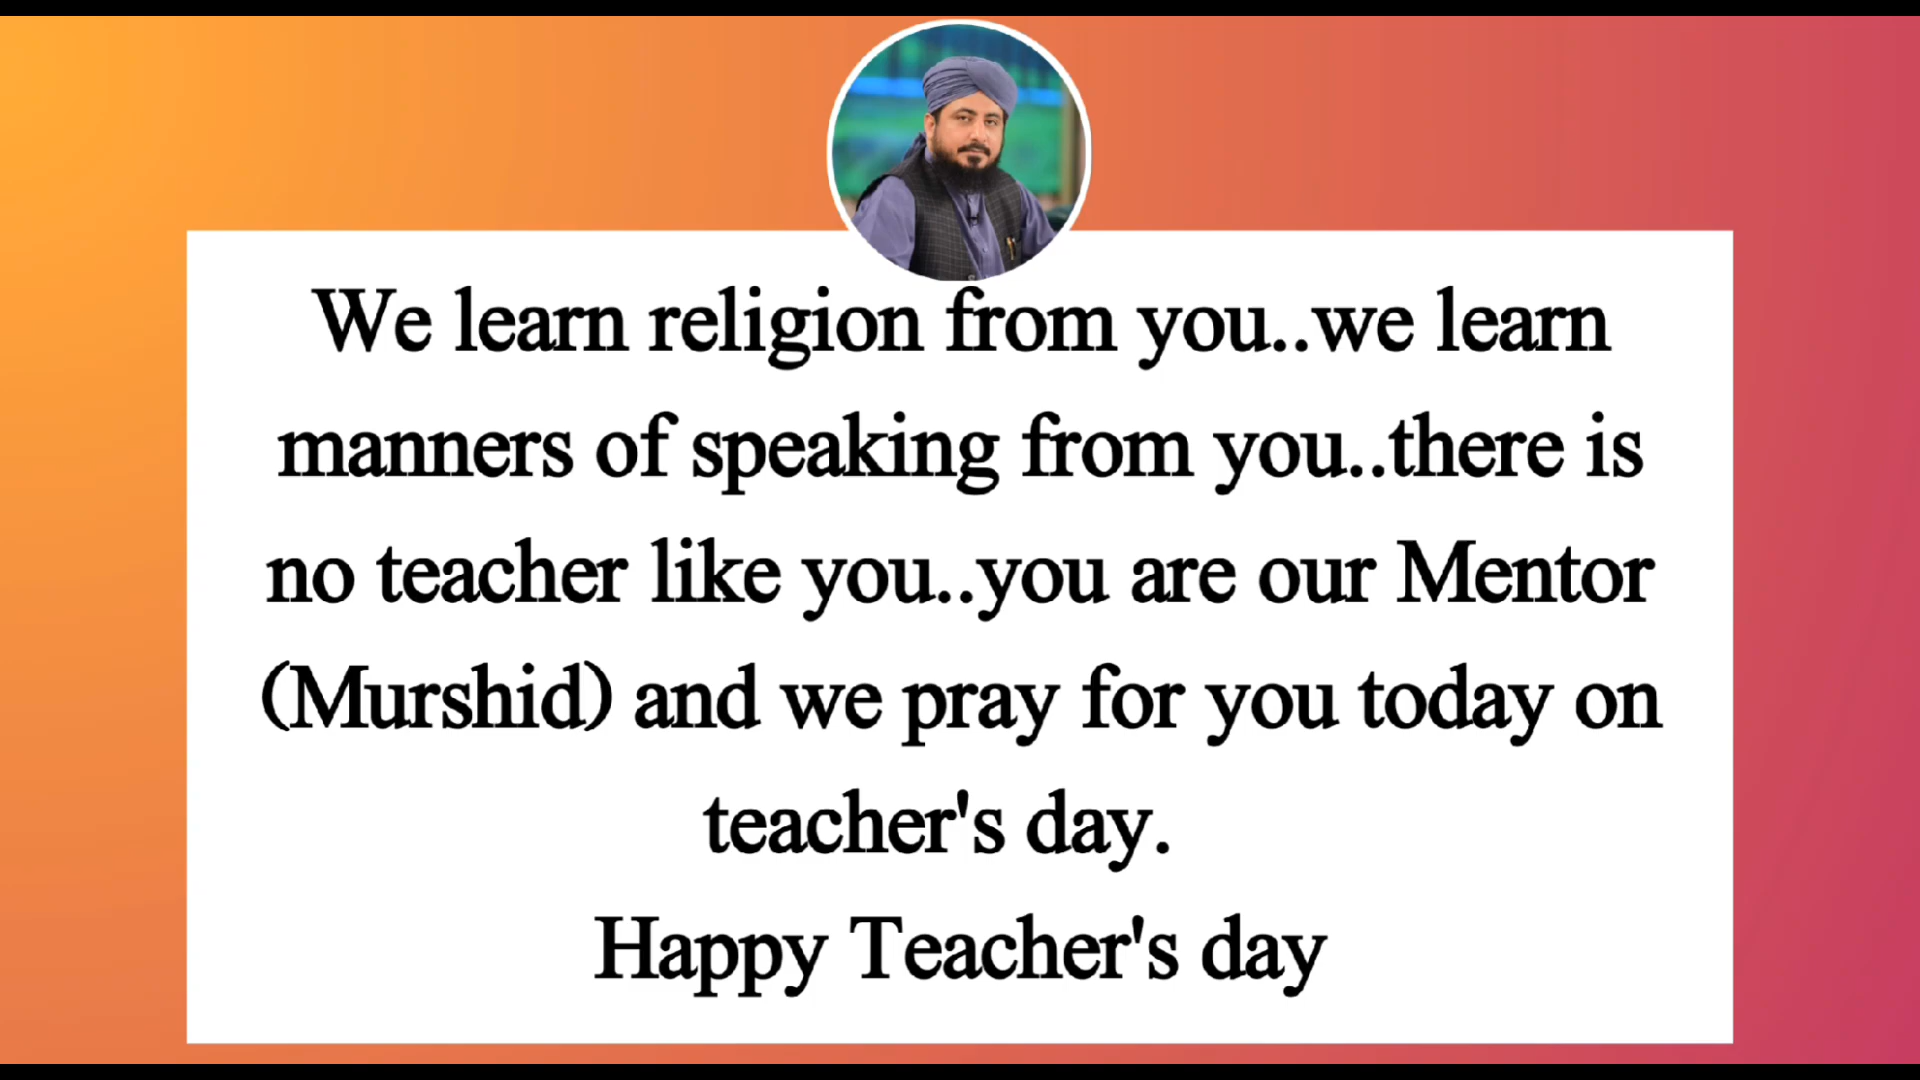 We learn religion from you..we learn
manners of speaking from you..there is
no teacher like you..you are our Mentor
(Murshid) and we pray for you today on
teacher's day.
Happy Teacher's day